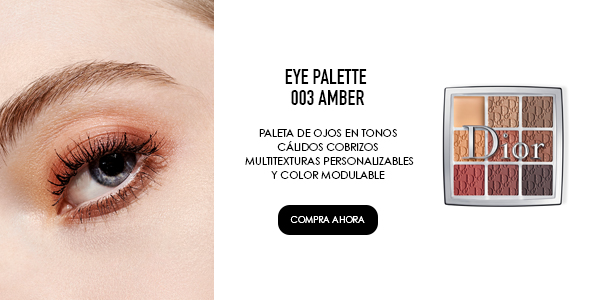 EYE PALETTE
003 AMBER
PALETA DE OJOS EN TONOS
CÁLIDOS COBRIZOS
MULTITEXTURAS PERSONALIZABLES
Y COLOR MODULABLE
COMPRA AHORA
Dior